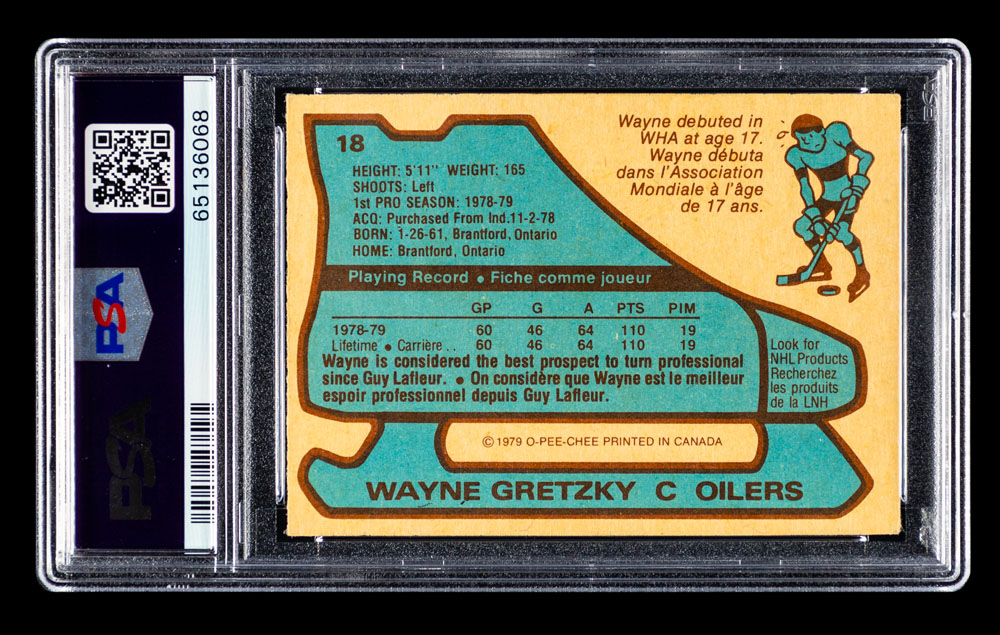 65136068
PSA
PSA
18
HEIGHT: 5'11" WEIGHT: 165
SHOOTS: Left
1st PRO SEASON: 1978-79
ACQ: Purchased From Ind.11-2-78
BORN: 1-26-61, Brantford, Ontario
HOME: Brantford, Ontario
Wayne debuted in
WHA at age 17.
Wayne débuta
dans l'Association
Mondiale à l'âge
de 17 ans.
Playing Record • Fiche comme joueur
GP G A PTS PIM
1978-79 60 46 64 110 19
Lifetime • Carrière .. 60 46 64 110 19
Wayne is considered the best prospect to turn professional
since Guy Lafleur. • On considère que Wayne est le meilleur
espoir professionnel depuis Guy Lafleur.
Look for
NHL Products
Recherchez
les produits
de la LNH
© 1979 O-PEE-CHEE PRINTED IN CANADA
WAYNE GRETZKY C OILERS